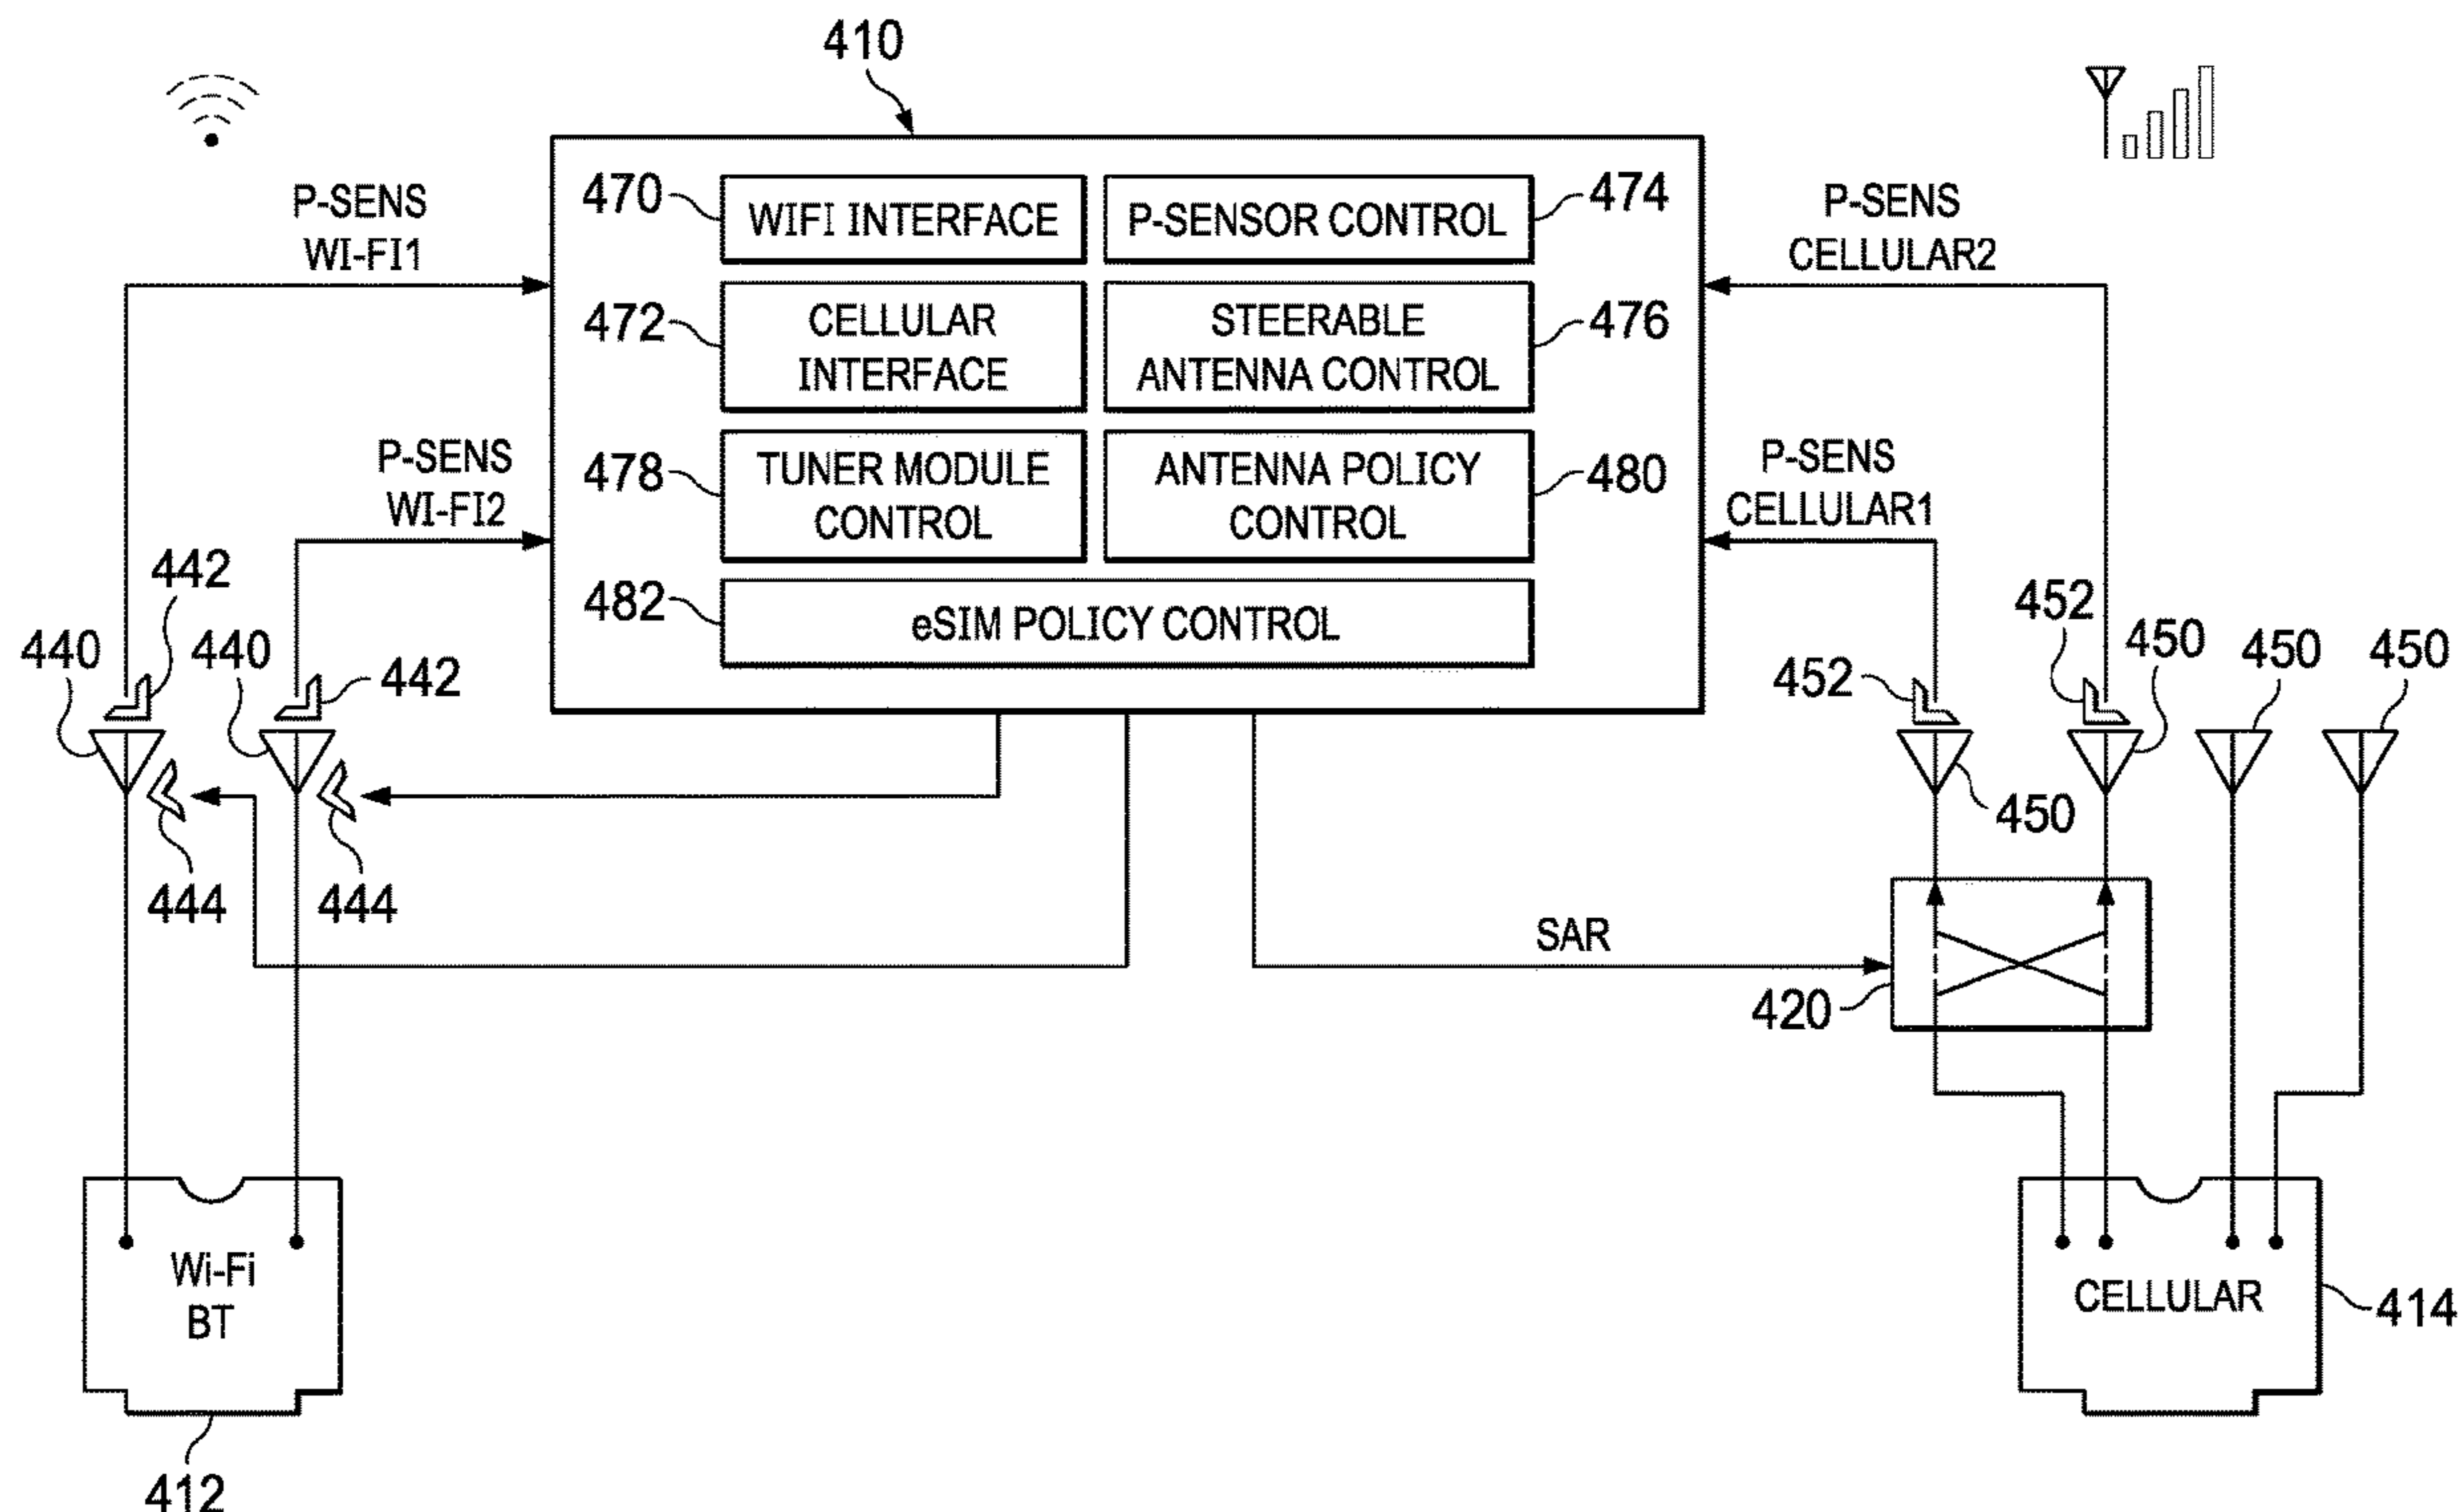 410
P-SENS
WI-FI1
470
WIFI INTERFACE
P-SENSOR CONTROL
474
P-SENS
CELLULAR2
472
CELLULAR
INTERFACE
STEERABLE
ANTENNA CONTROL
476
P-SENS
WI-FI2
478
TUNER MODULE
CONTROL
ANTENNA POLICY
CONTROL
480
P-SENS
CELLULAR1
482
eSIM POLICY CONTROL
442
440
440
442
452
452
450
450
450
450
444
444
SAR
420
Wi-Fi
BT
412
CELLULAR
414